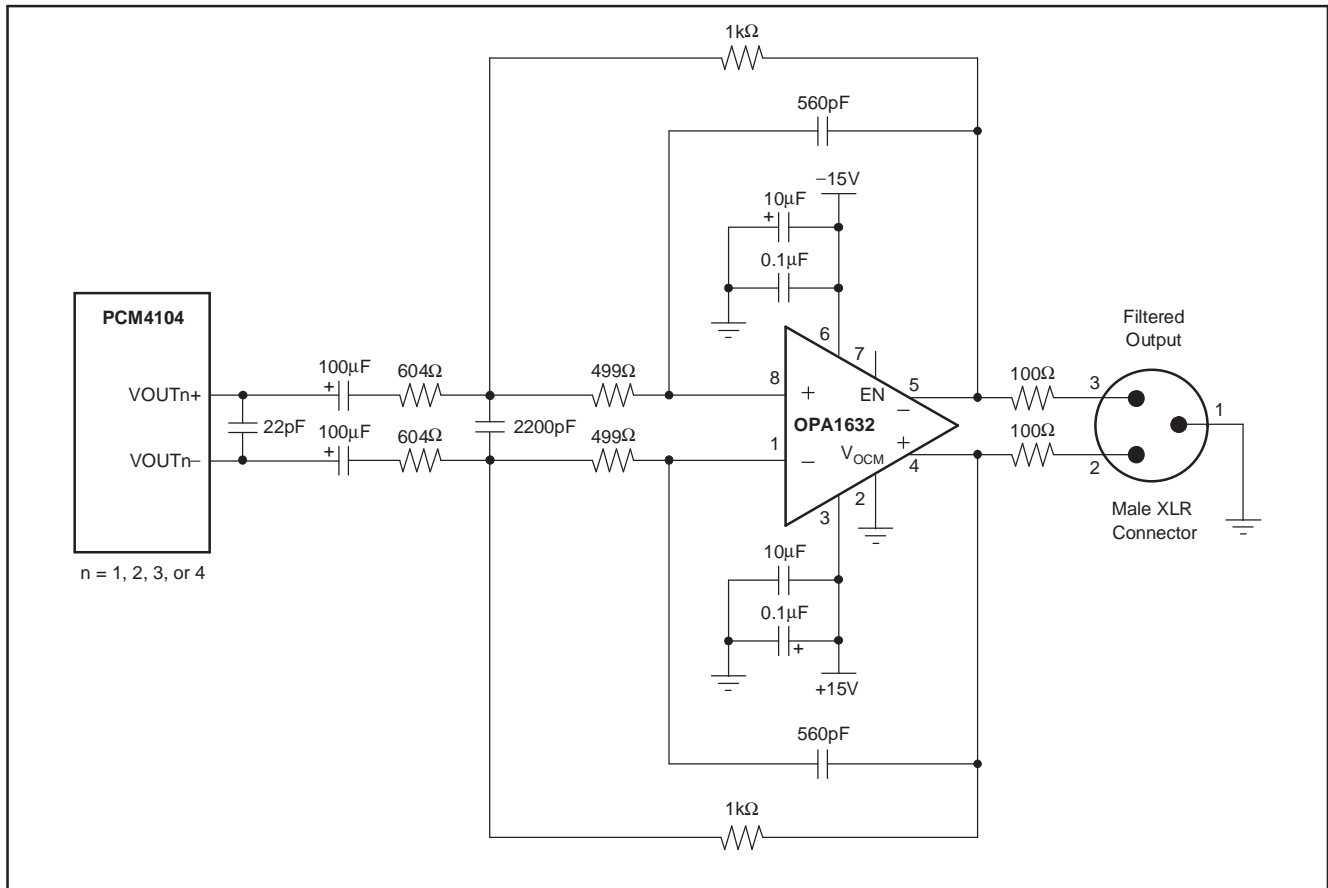 1kΩ
560pF
−15V
10μF
+
0.1μF
PCM4104
VOUTn+
VOUTn−
n = 1, 2, 3, or 4
22pF
100μF
+
604Ω
100μF
+
604Ω
2200pF
499Ω
499Ω
8
+
1
−
6
7
EN
5
−
OPA1632
+
VOCM
4
3
2
100Ω
3
100Ω
2
1
Filtered
Output
Male XLR
Connector
10μF
0.1μF
+
+15V
560pF
1kΩ